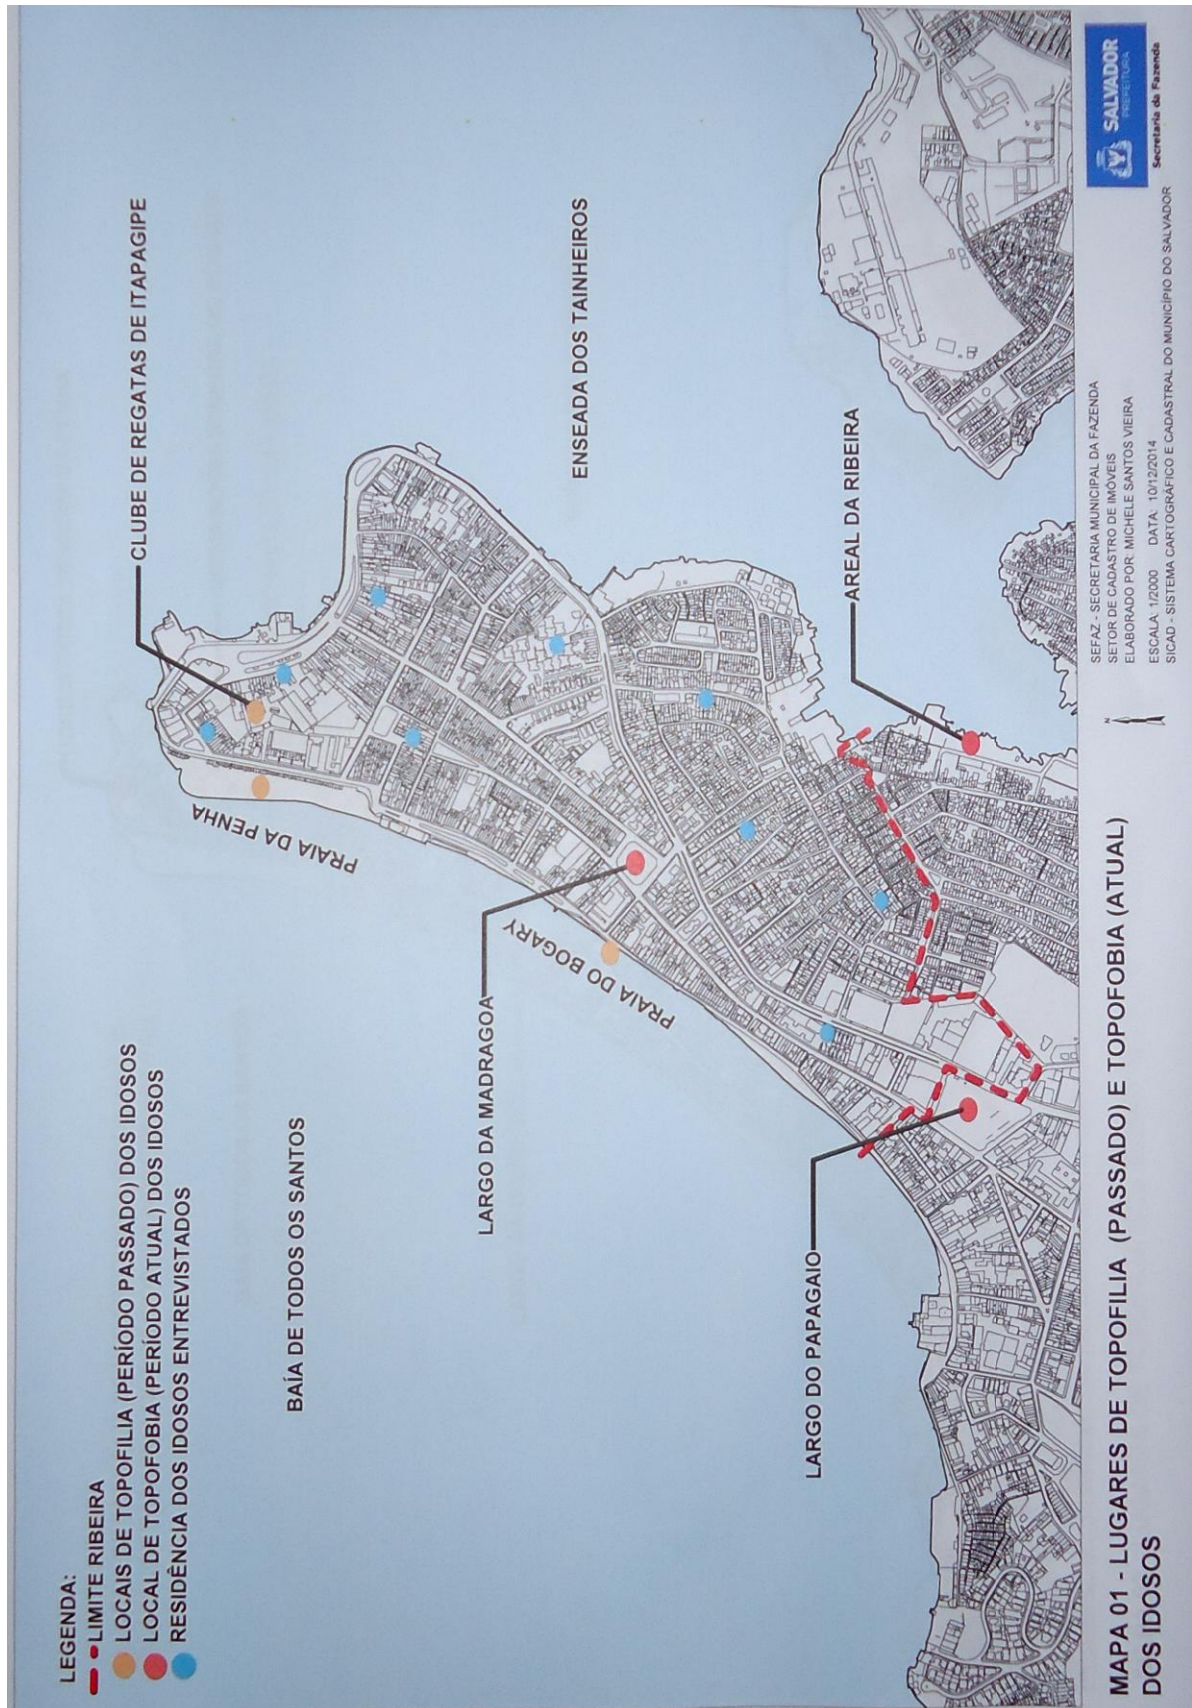 LEGENDA:
LIMITE RIBEIRA
LOCAIS DE TOPOFILIA (PERÍODO PASSADO) DOS IDOSOS
LOCAL DE TOPOFOBIA (PERÍODO ATUAL) DOS IDOSOS
RESIDÊNCIA DOS IDOSOS ENTREVISTADOS
CLUBE DE REGATAS DE ITAPAGIPE
PRAIA DA PENHA
BAÍA DE TODOS OS SANTOS
LARGO DA MADRAGOA
PRAIA DO BOGARY
ENSEADA DOS TAINHEIROS
LARGO DO PAPAGAIO
AREAL DA RIBEIRA
MAPA 01 - LUGARES DE TOPOFILIA (PASSADO) E TOPOFOBIA (ATUAL)
DOS IDOSOS
N
SEFAZ - SECRETARIA MUNICIPAL DA FAZENDA
SETOR DE CADASTRO DE IMÓVEIS
ELABORADO POR: MICHELE SANTOS VIEIRA
ESCALA: 1/2000 DATA: 10/12/2014
SICAD - SISTEMA CARTOGRÁFICO E CADASTRAL DO MUNICÍPIO DO SALVADOR
SALVADOR
PREFEITURA
Secretaria da Fazenda